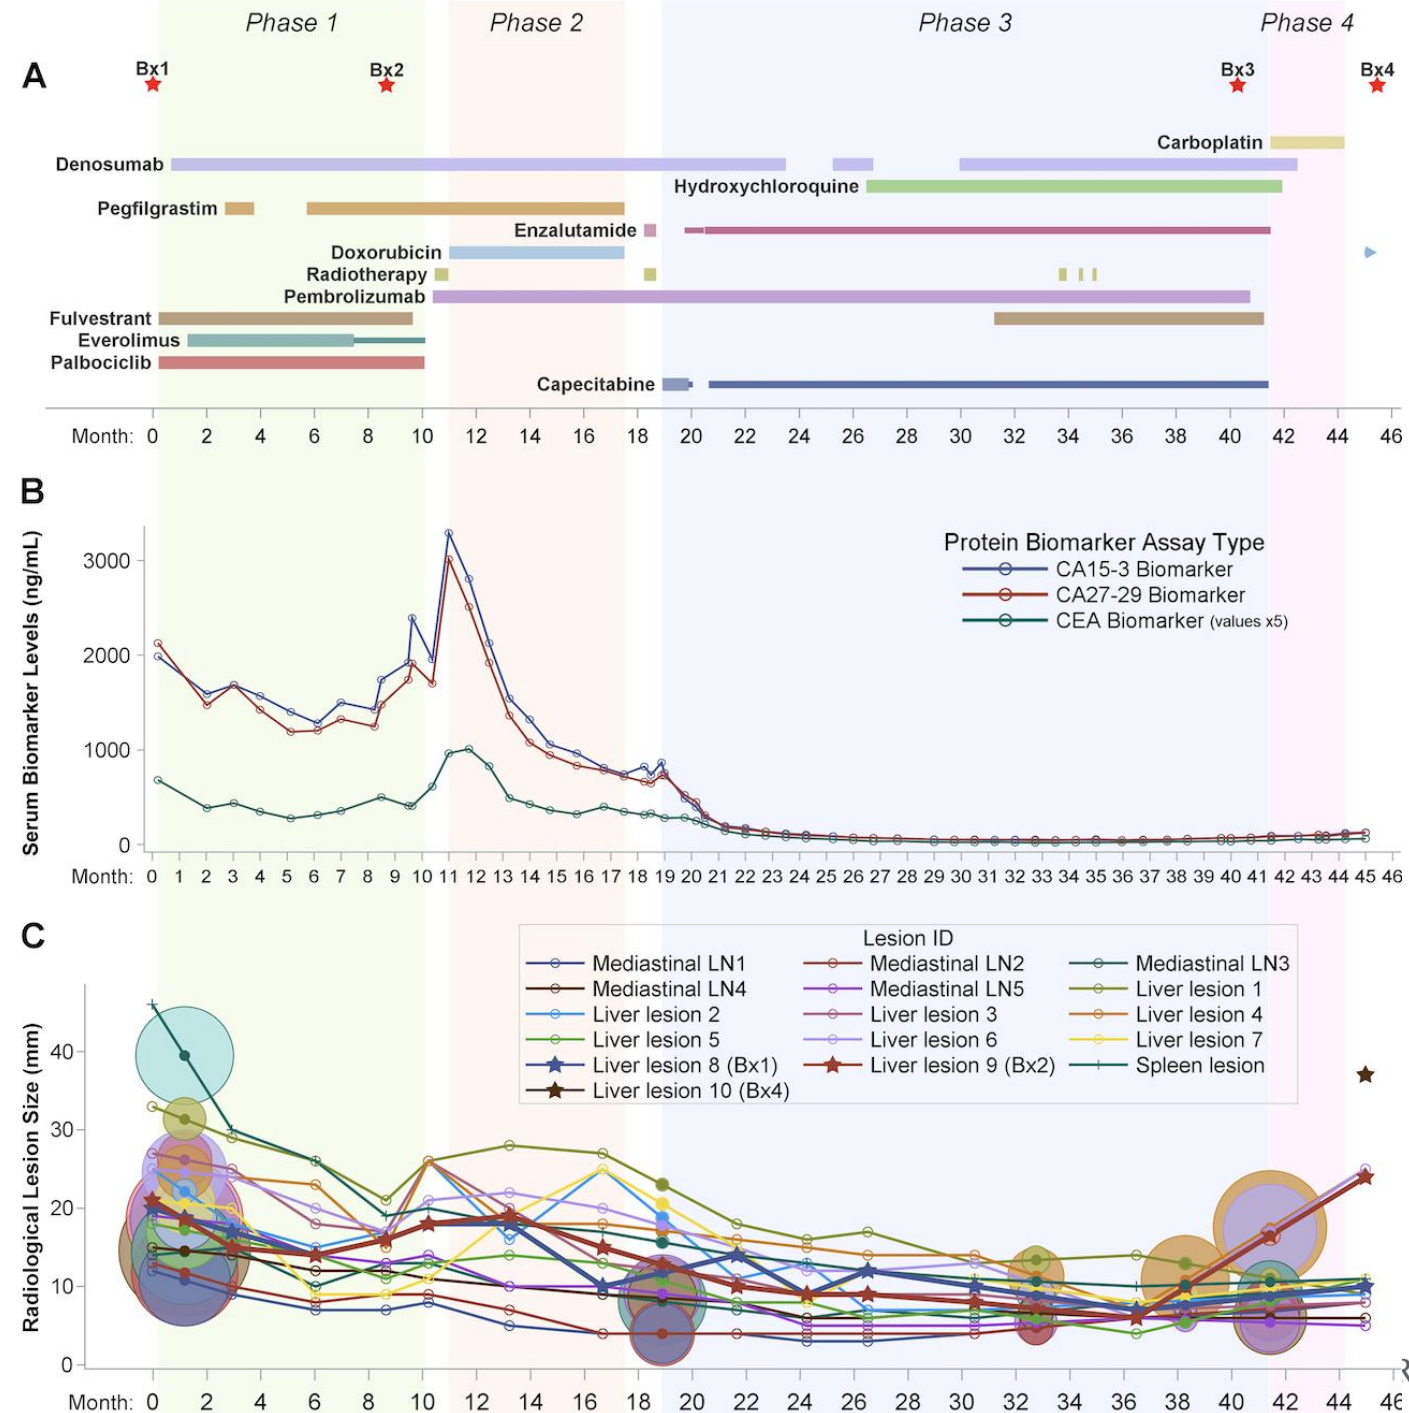 Phase 1 Phase 2 Phase 3 Phase 4
A
Bx1 Bx2 Bx3 Bx4
Carboplatin
Denosumab
Hydroxychloroquine
Pegfilgrastim
Enzalutamide
Doxorubicin
Radiotherapy
Pembrolizumab
Fulvestrant
Everolimus
Palbociclib
Capecitabine
Month: 0 2 4 6 8 10 12 14 16 18 20 22 24 26 28 30 32 34 36 38 40 42 44 46
B
Serum Biomarker Levels (ng/mL)
3000
2000
1000
0
Protein Biomarker Assay Type
CA15-3 Biomarker
CA27-29 Biomarker
CEA Biomarker (values x5)
Month: 0 1 2 3 4 5 6 7 8 9 10 11 12 13 14 15 16 17 18 19 20 21 22 23 24 25 26 27 28 29 30 31 32 33 34 35 36 37 38 39 40 41 42 43 44 45 46
C
Radiological Lesion Size (mm)
40
30
20
10
0
Lesion ID
Mediastinal LN1 Mediastinal LN2 Mediastinal LN3
Mediastinal LN4 Mediastinal LN5 Liver lesion 1
Liver lesion 2 Liver lesion 3 Liver lesion 4
Liver lesion 5 Liver lesion 6 Liver lesion 7
Liver lesion 8 (Bx1) Liver lesion 9 (Bx2) Spleen lesion
Liver lesion 10 (Bx4)
Month: 0 2 4 6 8 10 12 14 16 18 20 22 24 26 28 30 32 34 36 38 40 42 44 46